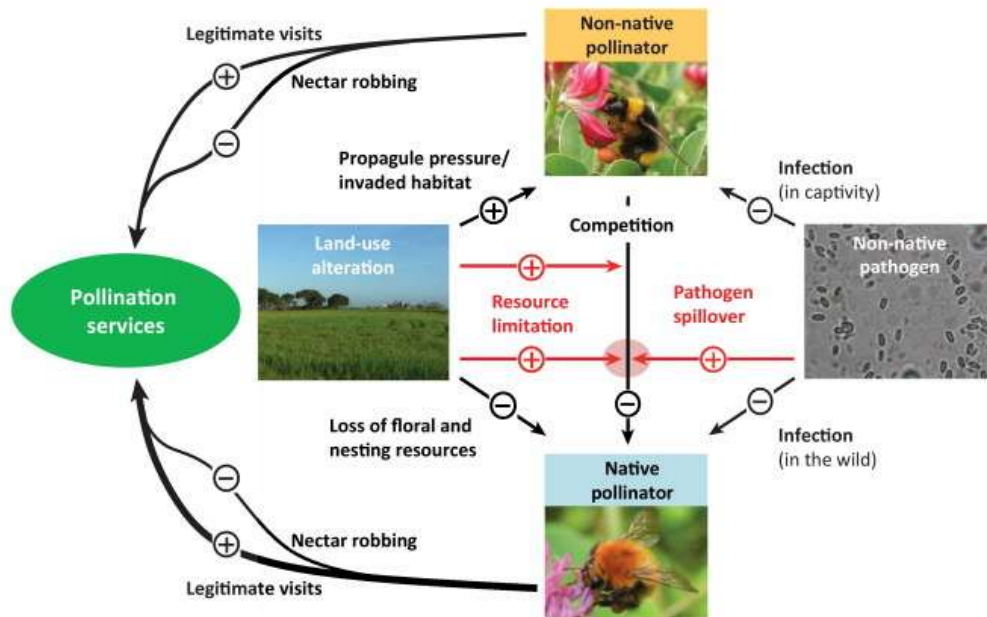 Non-native
pollinator
Legitimate visits
+
Nectar robbing
−
Propagule pressure/
invaded habitat
+
Infection
(in captivity)
−
Competition
Land-use
alteration
Non-native
pathogen
+
Pollination
services
Resource
limitation
Pathogen
spillover
+
+
−
−
−
Loss of floral and
nesting resources
Infection
(in the wild)
Native
pollinator
−
Nectar robbing
+
Legitimate visits